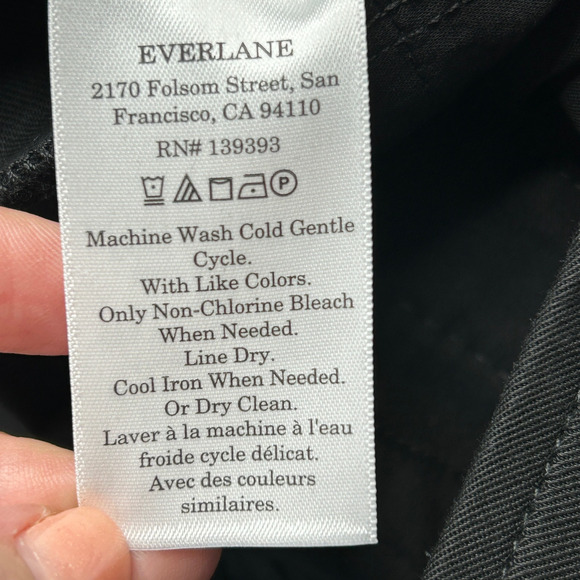 EVERLANE
2170 Folsom Street, San
Francisco, CA 94110
RN# 139393
P
Machine Wash Cold Gentle
Cycle.
With Like Colors.
Only Non-Chlorine Bleach
When Needed.
Line Dry.
Cool Iron When Needed.
Or Dry Clean.
Laver à la machine à l'eau
froide cycle délicat.
Avec des couleurs
similaires.